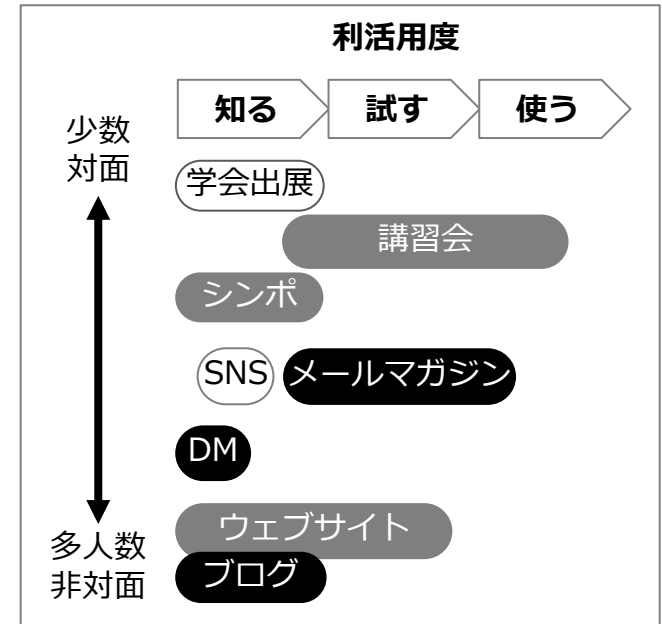 利活用度
知る
試す
使う
少数
対面
学会出展
講習会
シンポ
SNS
メールマガジン
DM
ウェブサイト
多人数
非対面
ブログ